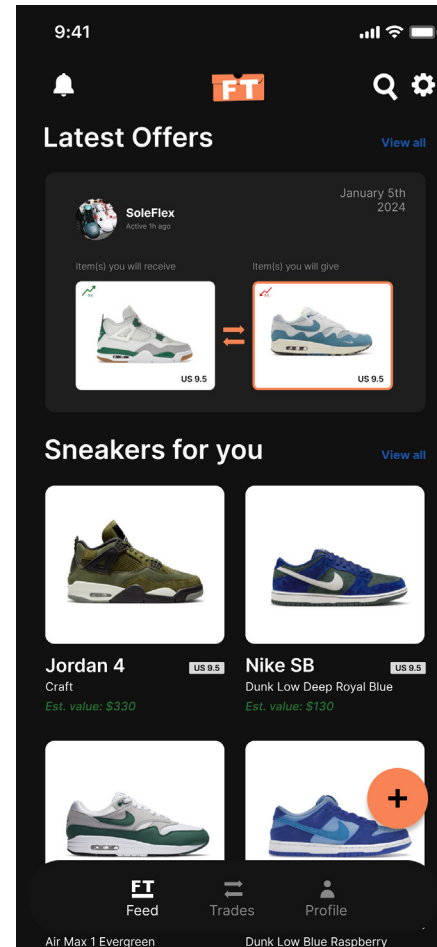 9:41
FT
Latest Offers
View all
SoleFlex
Active 1h ago
January 5th
2024
Item(s) you will receive
Item(s) you will give
US 9.5
US 9.5
Sneakers for you
View all
Jordan 4
US 9.5
Craft
Est. value: $330
Nike SB
US 9.5
Dunk Low Deep Royal Blue
Est. value: $130
+
FT
Feed
Trades
Profile
Air Max 1 Evergreen
Dunk Low Blue Raspberry